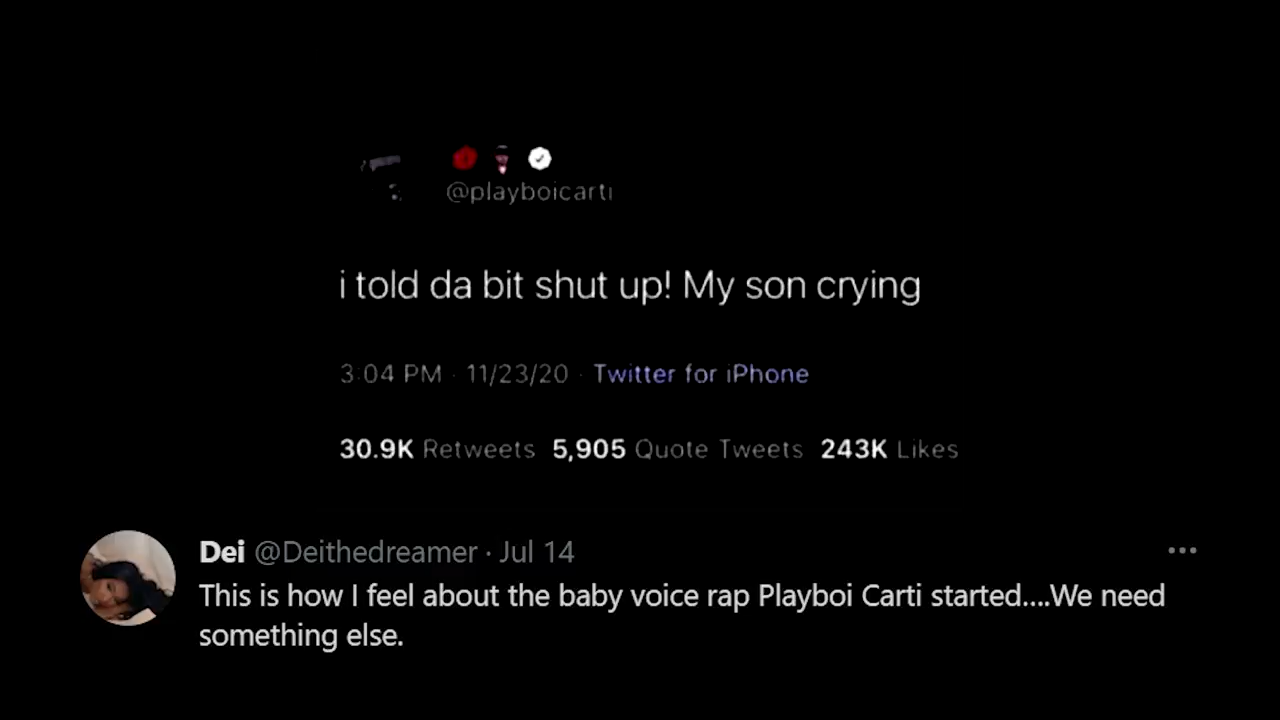 @playboicarti
i told da bit shut up! My son crying
3:04 PM · 11/23/20 · Twitter for iPhone
30.9K Retweets 5,905 Quote Tweets 243K Likes
Dei @Deithedreamer · Jul 14
This is how I feel about the baby voice rap Playboi Carti started....We need
something else.